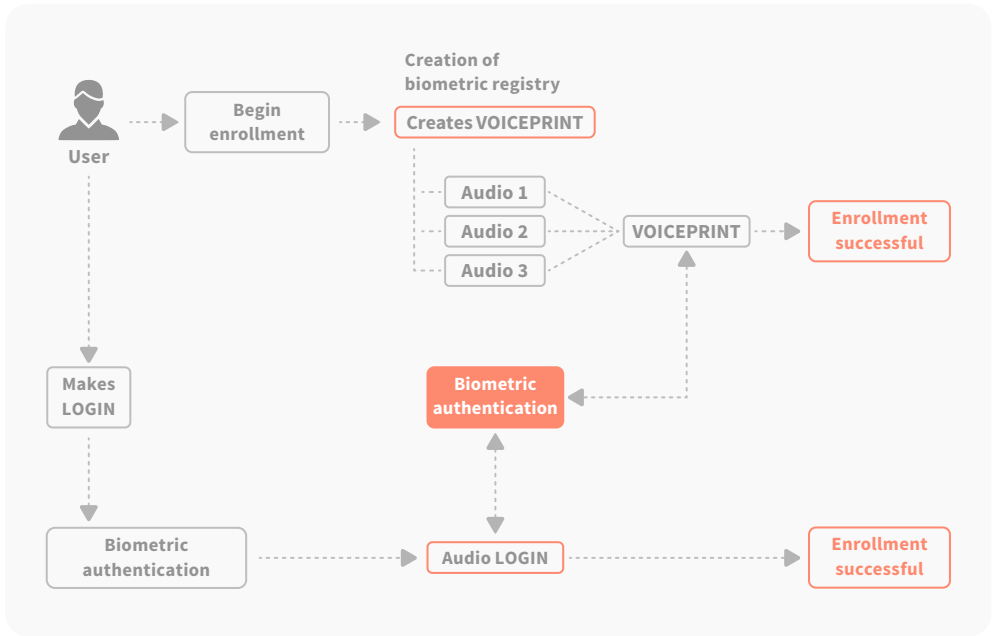 Creation of
biometric registry
User
Begin
enrollment
Creates VOICEPRINT
Audio 1
Audio 2
Audio 3
VOICEPRINT
Enrollment
successful
Makes
LOGIN
Biometric
authentication
Biometric
authentication
Audio LOGIN
Enrollment
successful